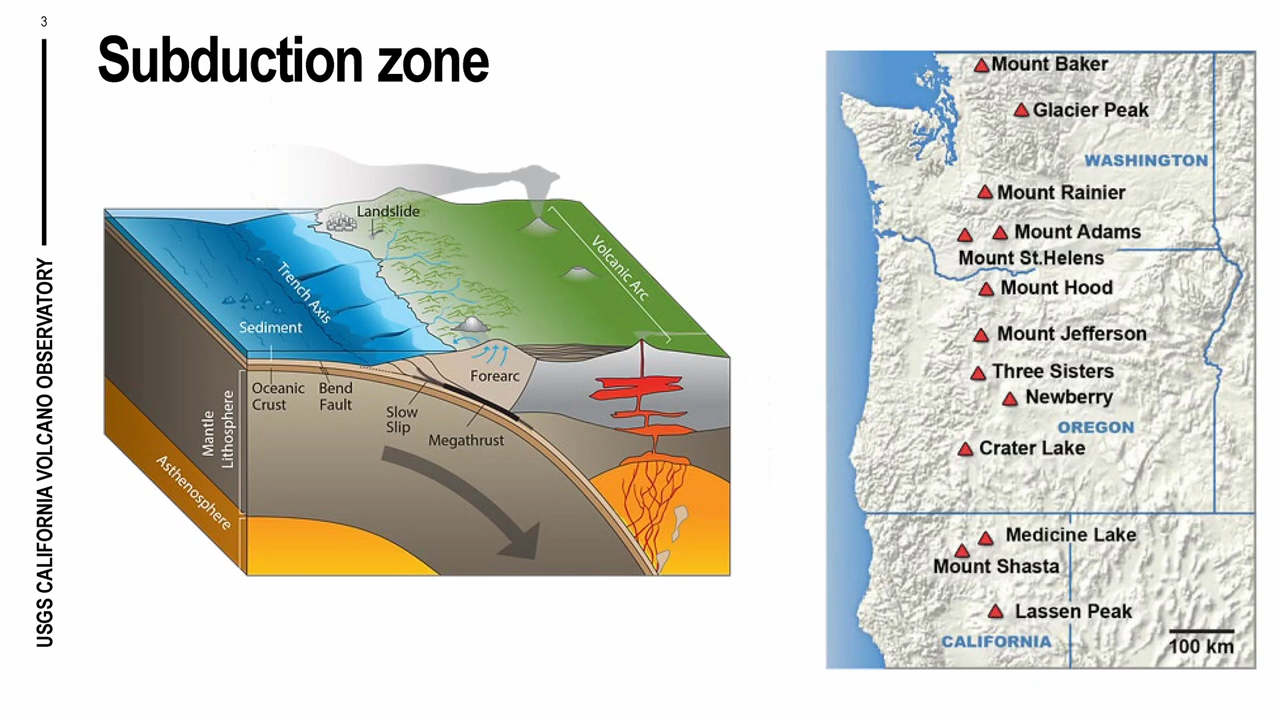 3
Subduction zone
USGS CALIFORNIA VOLCANO OBSERVATORY
Landslide
Volcanic Arc
Trench Axis
Sediment
Oceanic
Crust
Bend
Fault
Forearc
Slow
Slip
Megathrust
Mantle
Lithosphere
Asthenosphere
Mount Baker
Glacier Peak
WASHINGTON
Mount Rainier
Mount Adams
Mount St.Helens
Mount Hood
Mount Jefferson
Three Sisters
Newberry
OREGON
Crater Lake
Medicine Lake
Mount Shasta
Lassen Peak
CALIFORNIA
100 km